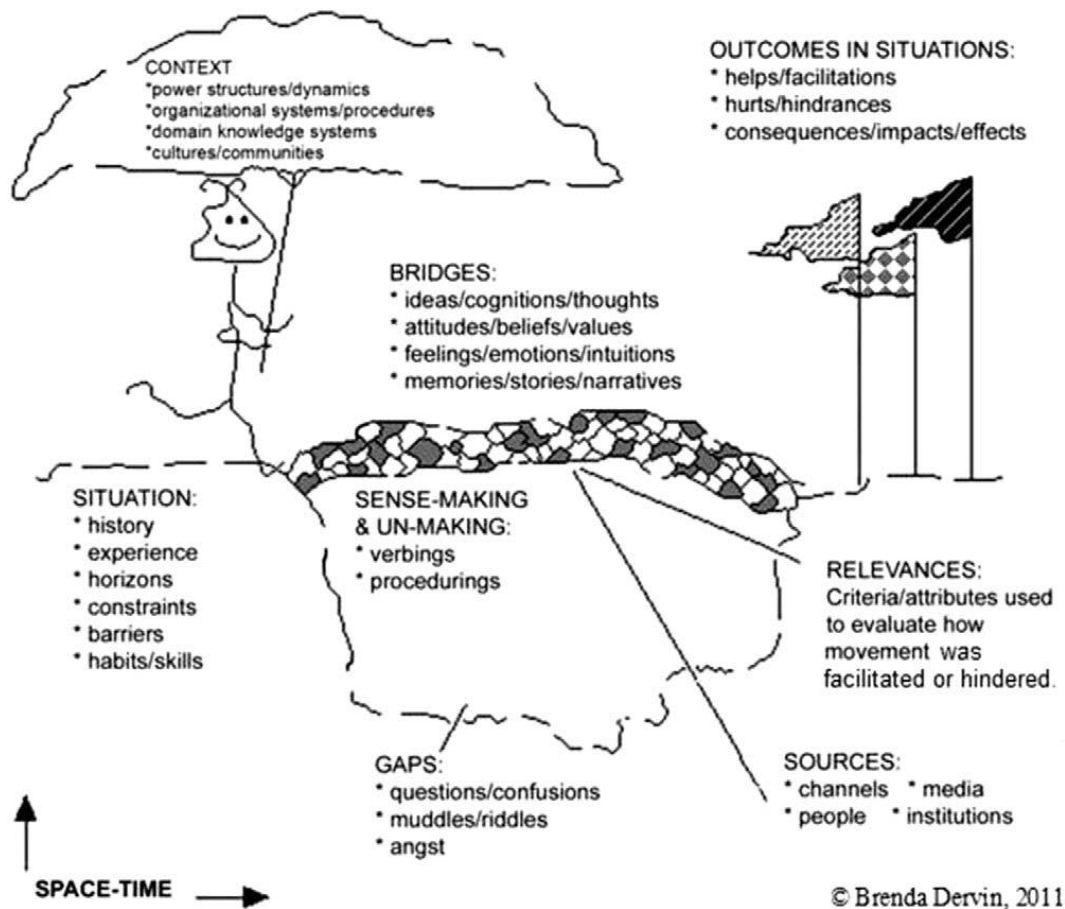 CONTEXT
*power structures/dynamics
*organizational systems/procedures
*domain knowledge systems
*cultures/communities
OUTCOMES IN SITUATIONS:
* helps/facilitations
* hurts/hindrances
* consequences/impacts/effects
BRIDGES:
* ideas/cognitions/thoughts
* attitudes/beliefs/values
* feelings/emotions/intuitions
* memories/stories/narratives
SITUATION:
* history
* experience
* horizons
* constraints
* barriers
* habits/skills
SENSE-MAKING
& UN-MAKING:
* verbings
* procedurings
RELEVANCES:
Criteria/attributes used
to evaluate how
movement was
facilitated or hindered.
GAPS:
* questions/confusions
* muddles/riddles
* angst
SOURCES:
* channels * media
* people * institutions
SPACE-TIME
© Brenda Dervin, 2011